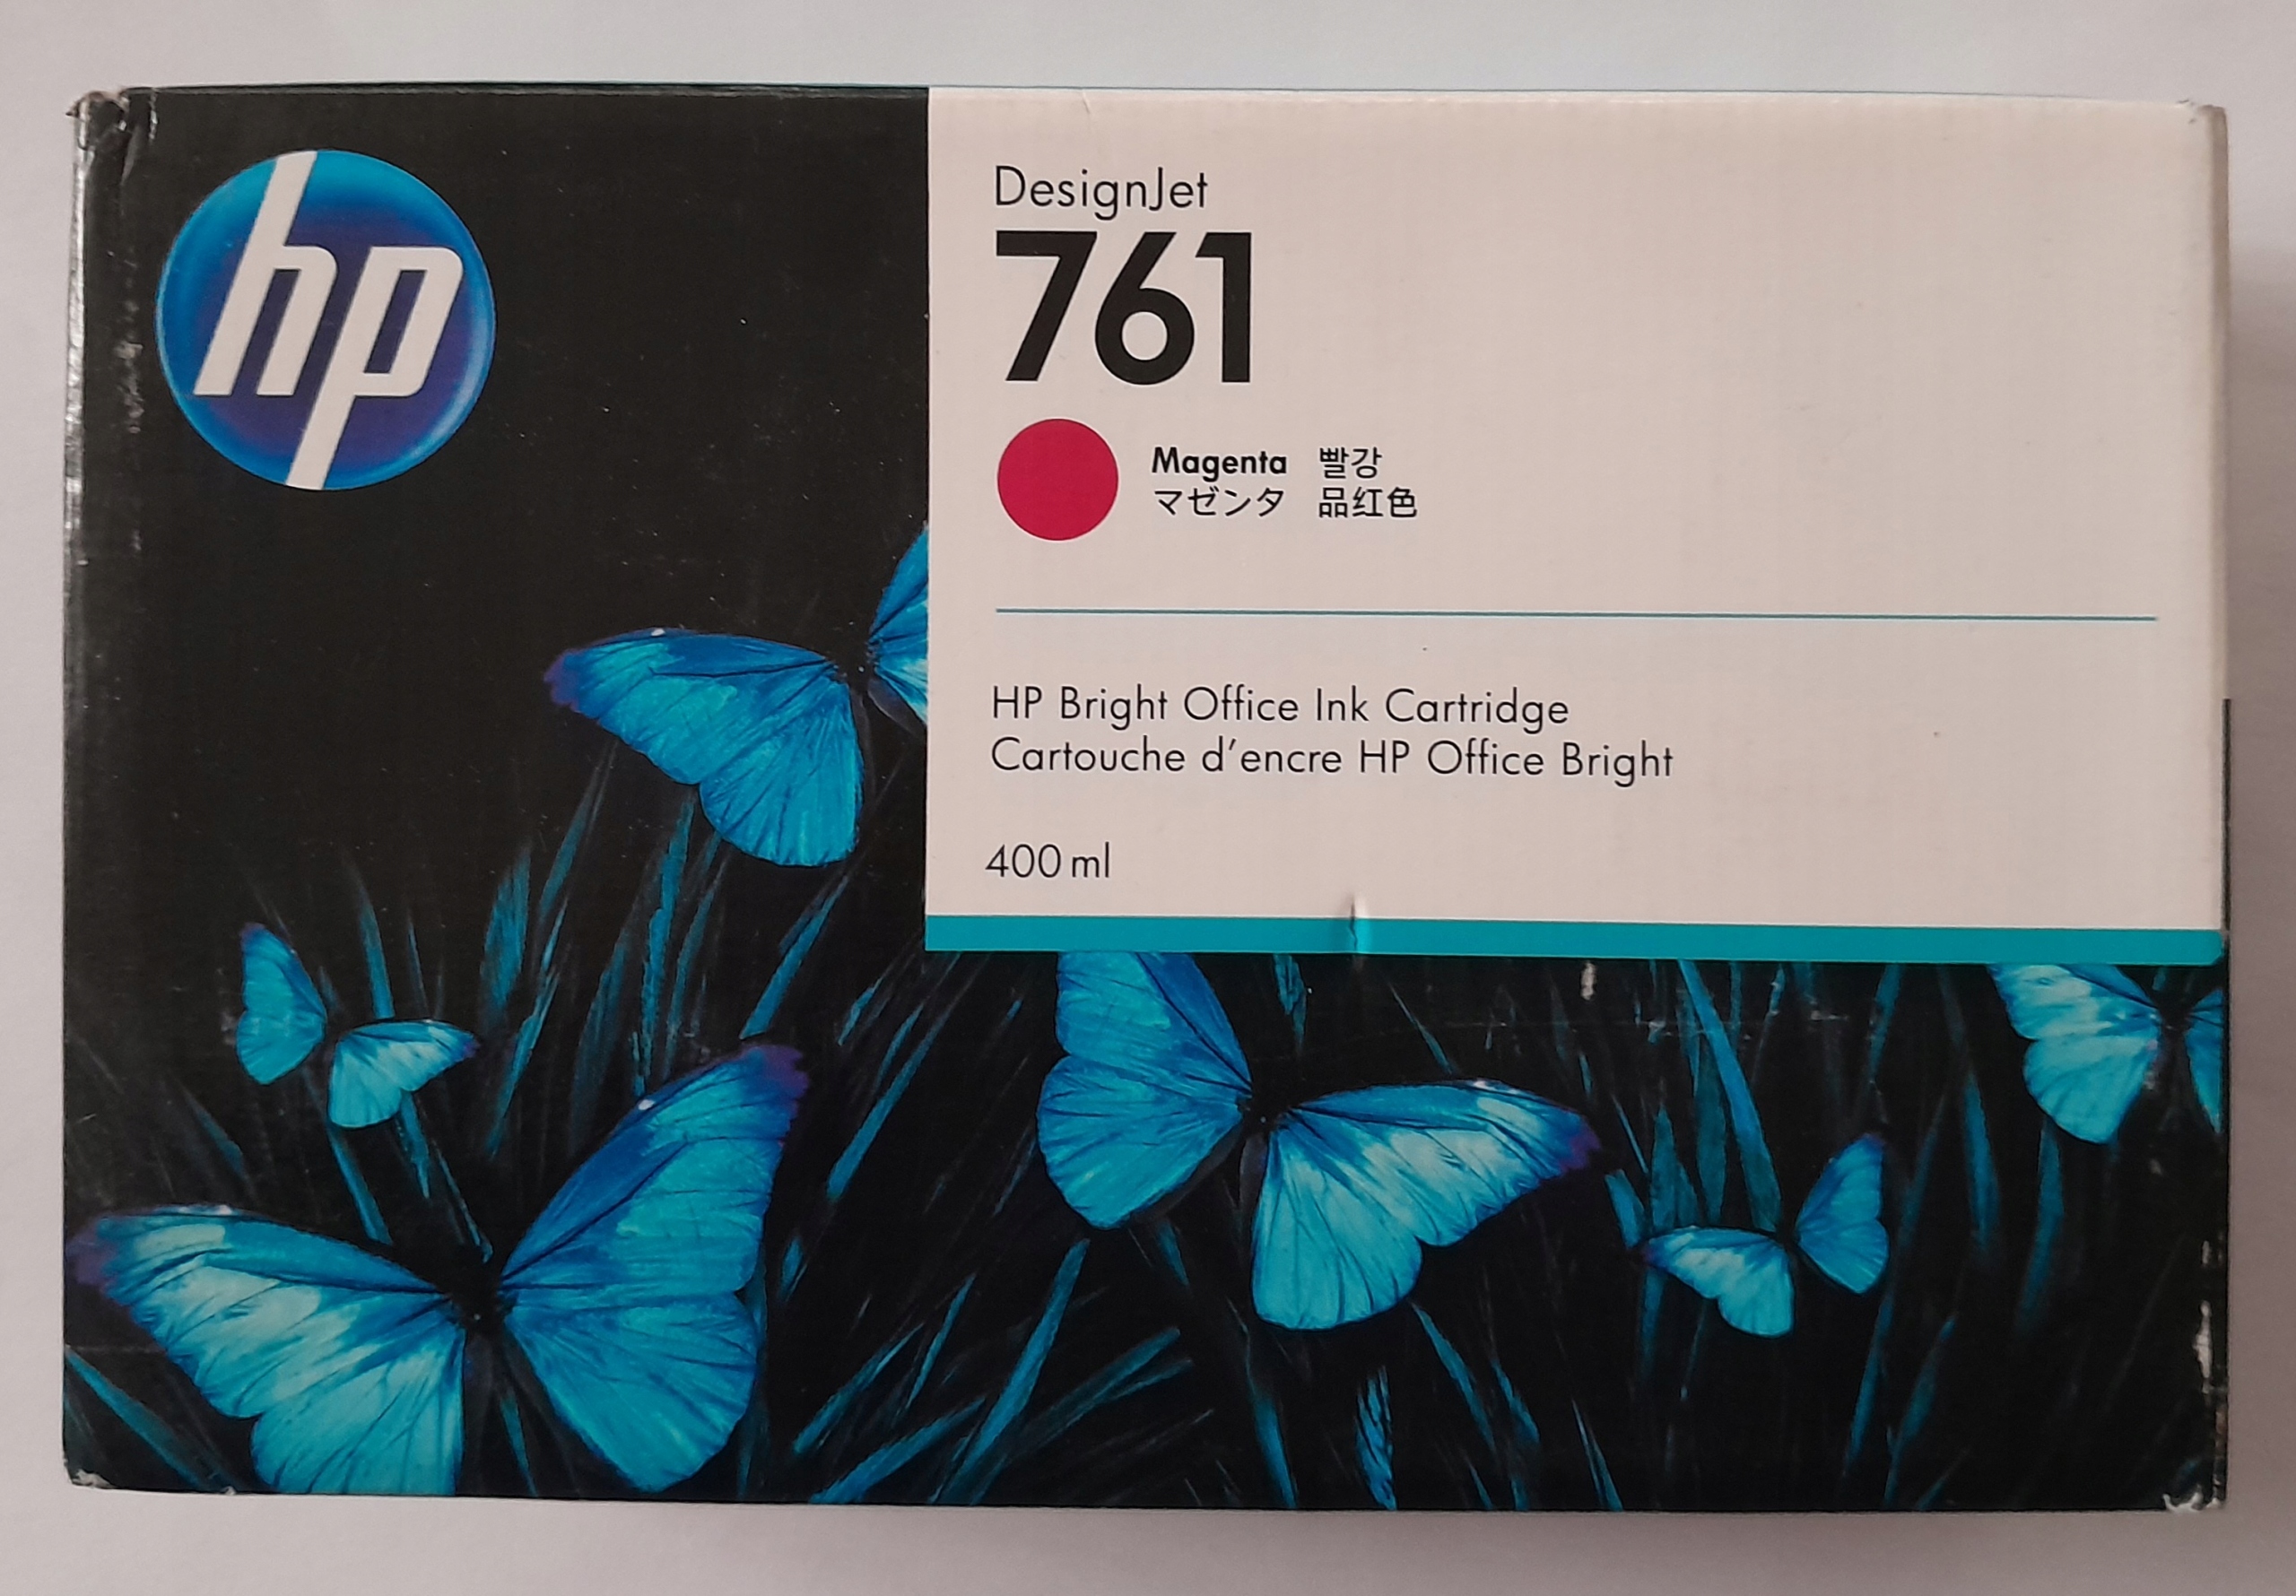 hp
DesignJet
761
Magenta 빨강
マゼンタ 品红色
HP Bright Office Ink Cartridge
Cartouche d'encre HP Office Bright
400 ml